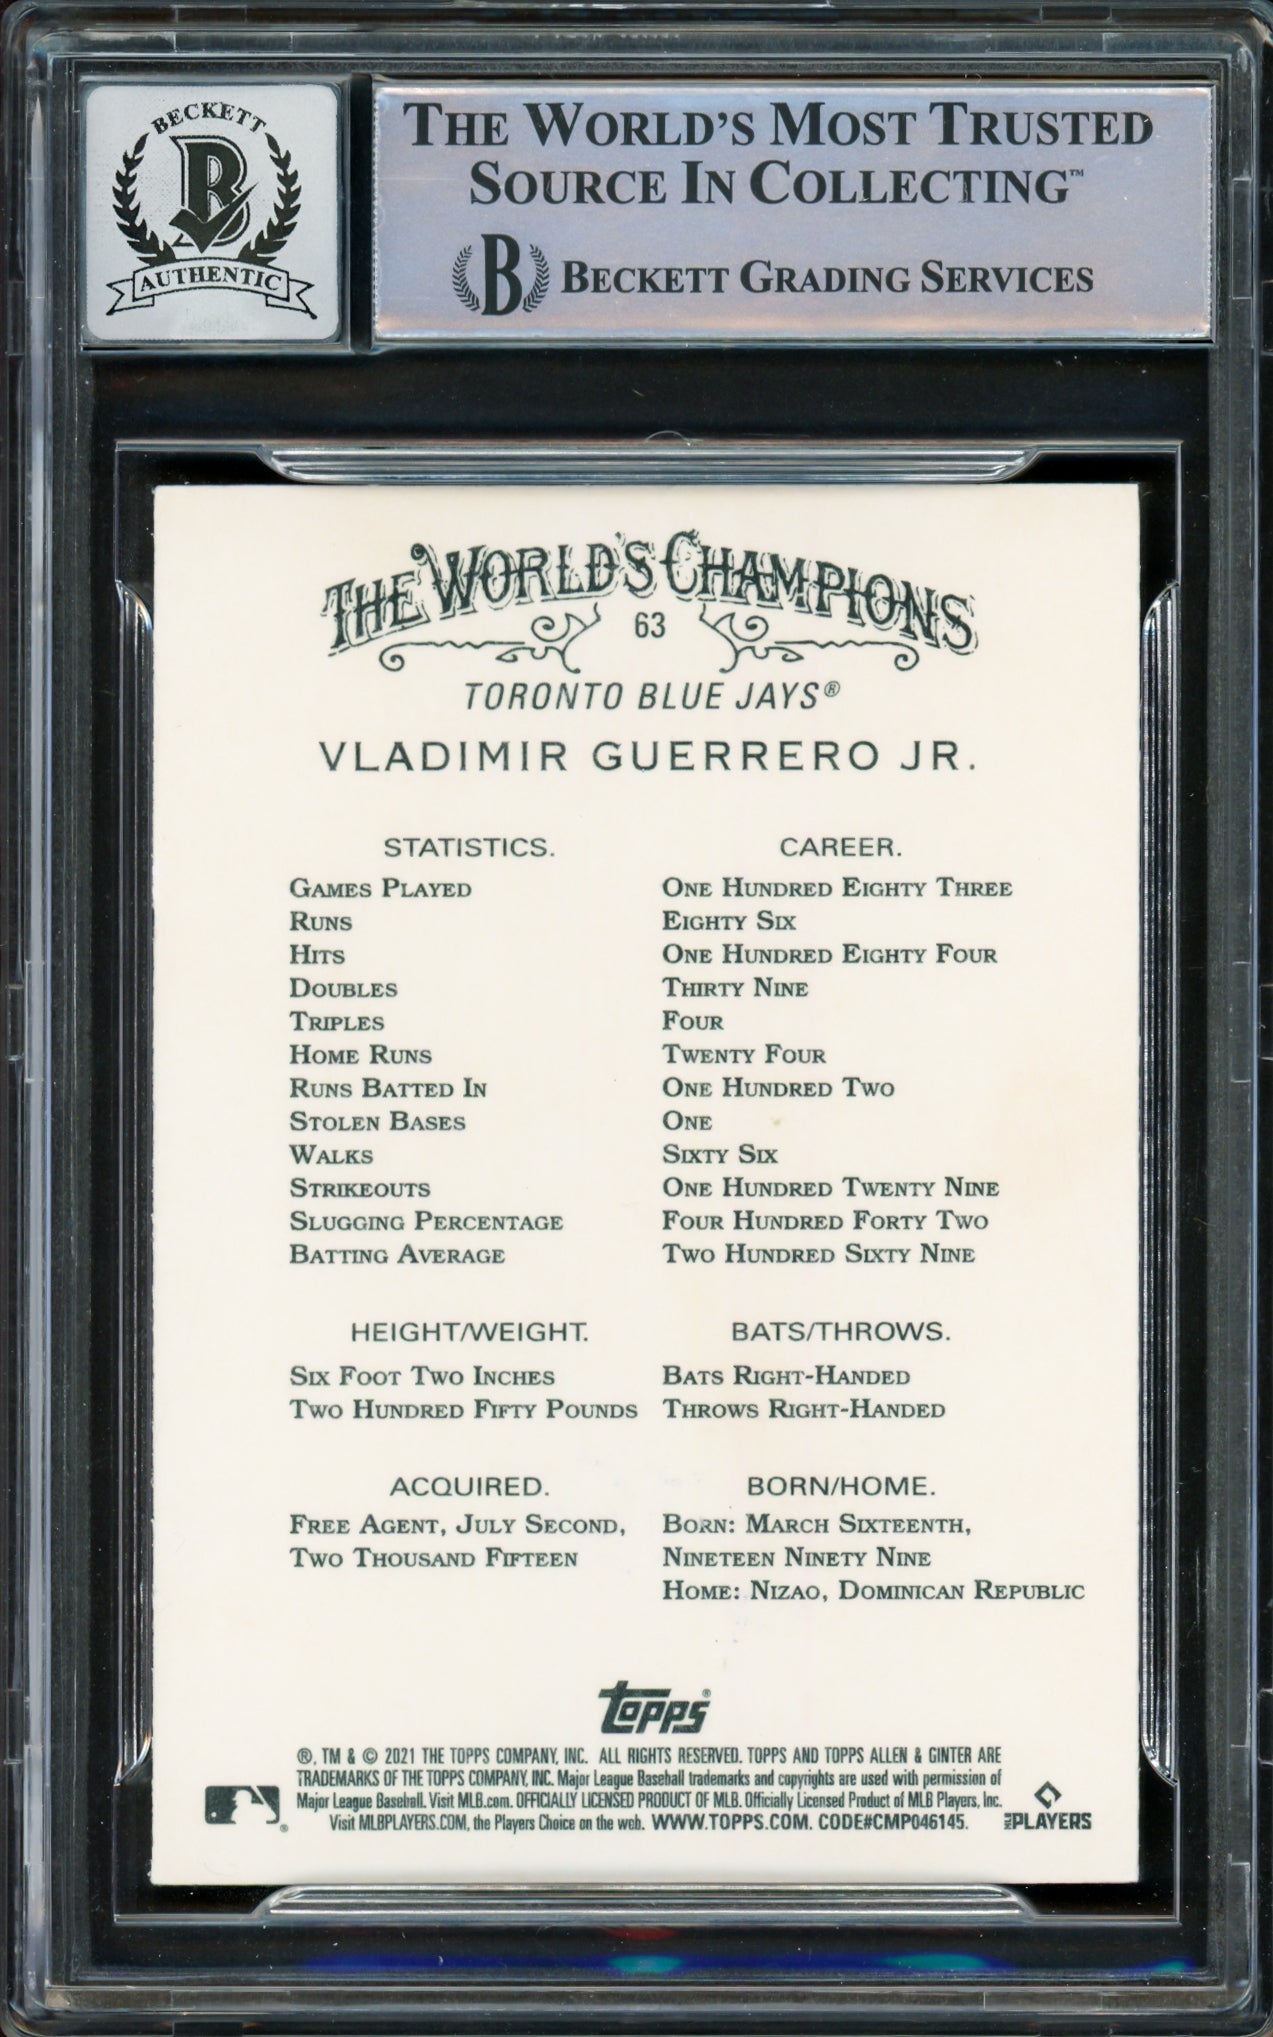 BECKETT
AUTHENTIC
THE WORLD'S MOST TRUSTED
SOURCE IN COLLECTING™
B BECKETT GRADING SERVICES
THE WORLD'S CHAMPIONS
63
TORONTO BLUE JAYS®
VLADIMIR GUERRERO JR.
STATISTICS. CAREER.
GAMES PLAYED ONE HUNDRED EIGHTY THREE
RUNS EIGHTY SIX
HITS ONE HUNDRED EIGHTY FOUR
DOUBLES THIRTY NINE
TRIPLES FOUR
HOME RUNS TWENTY FOUR
RUNS BATTED IN ONE HUNDRED TWO
STOLEN BASES ONE
WALKS SIXTY SIX
STRIKEOUTS ONE HUNDRED TWENTY NINE
SLUGGING PERCENTAGE FOUR HUNDRED FORTY TWO
BATTING AVERAGE TWO HUNDRED SIXTY NINE
HEIGHT/WEIGHT. BATS/THROWS.
SIX FOOT TWO INCHES BATS RIGHT-HANDED
TWO HUNDRED FIFTY POUNDS THROWS RIGHT-HANDED
ACQUIRED. BORN/HOME.
FREE AGENT, JULY SECOND, BORN: MARCH SIXTEENTH,
TWO THOUSAND FIFTEEN NINETEEN NINETY NINE
HOME: NIZAO, DOMINICAN REPUBLIC
topps®
®, TM & © 2021 THE TOPPS COMPANY, INC. ALL RIGHTS RESERVED. TOPPS AND TOPPS ALLEN & GINTER ARE
TRADEMARKS OF THE TOPPS COMPANY, INC. Major League Baseball trademarks and copyrights are used with permission of
Major League Baseball. Visit MLB.com. OFFICIALLY LICENSED PRODUCT OF MLB. Officially Licensed Product of MLB Players, Inc.
Visit MLBPLAYERS.COM, the Players Choice on the web. WWW.TOPPS.COM. CODE#CMP046145.
MLB PLAYERS